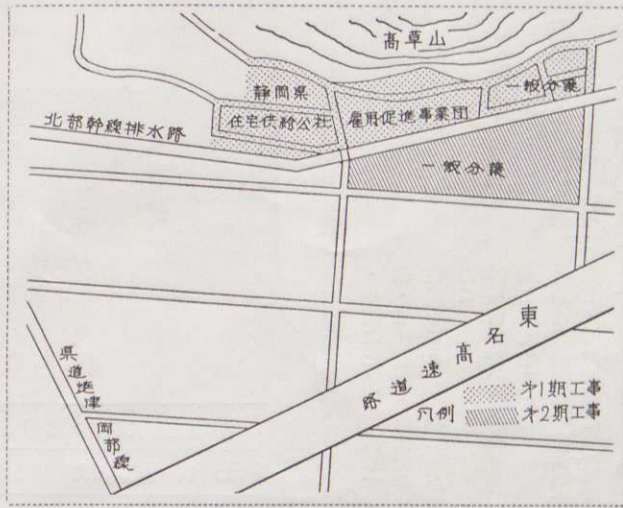 高草山
静岡県
住宅供給公社
雇用促進事業団
一般分譲
北部幹線排水路
一般分譲
東名高速道路
県道焼津
岡部線
凡例
才1期工事
才2期工事